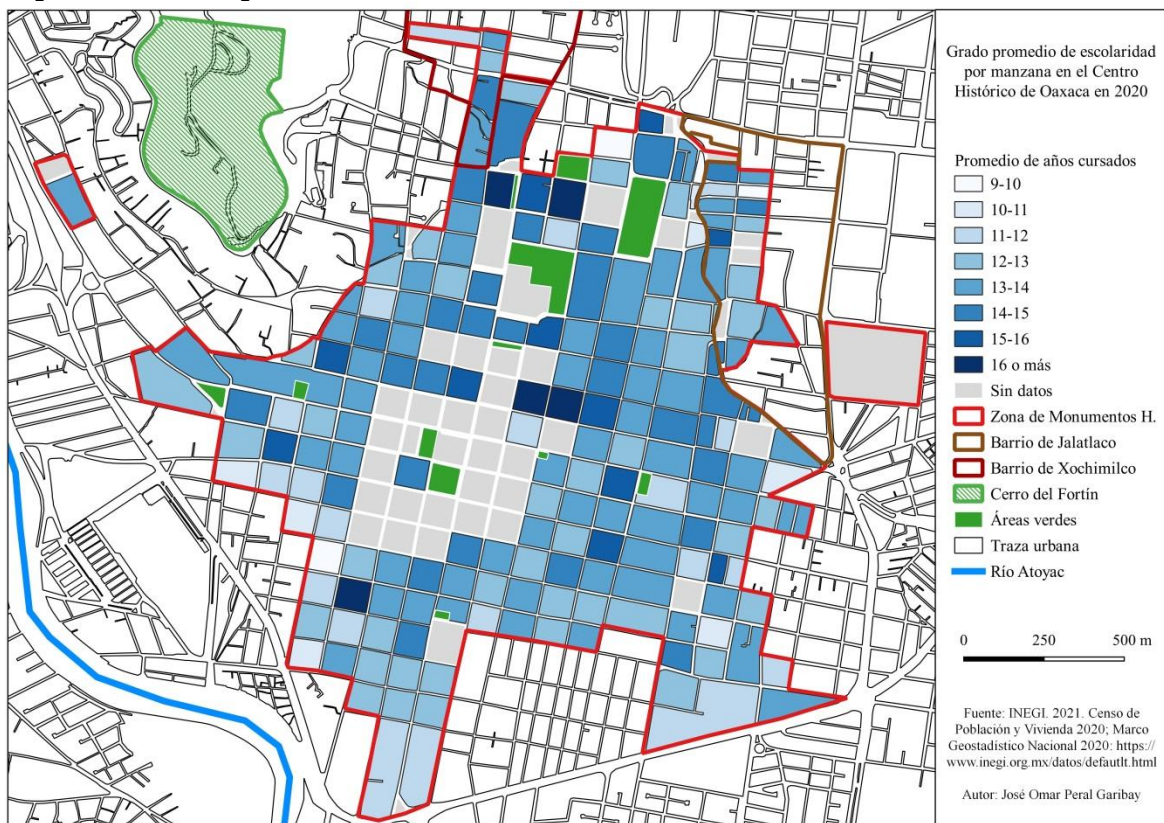 Grado promedio de escolaridad
por manzana en el Centro
Histórico de Oaxaca en 2020
Promedio de años cursados
9-10
10-11
11-12
12-13
13-14
14-15
15-16
16 o más
Sin datos
Zona de Monumentos H.
Barrio de Jalatlaco
Barrio de Xochimilco
Cerro del Fortín
Áreas verdes
Traza urbana
Río Atoyac
0 250 500 m
Fuente: INEGI. 2021. Censo de
Población y Vivienda 2020; Marco
Geostadístico Nacional 2020: https://
www.inegi.org.mx/datos/defautlt.html
Autor: José Omar Peral Garibay